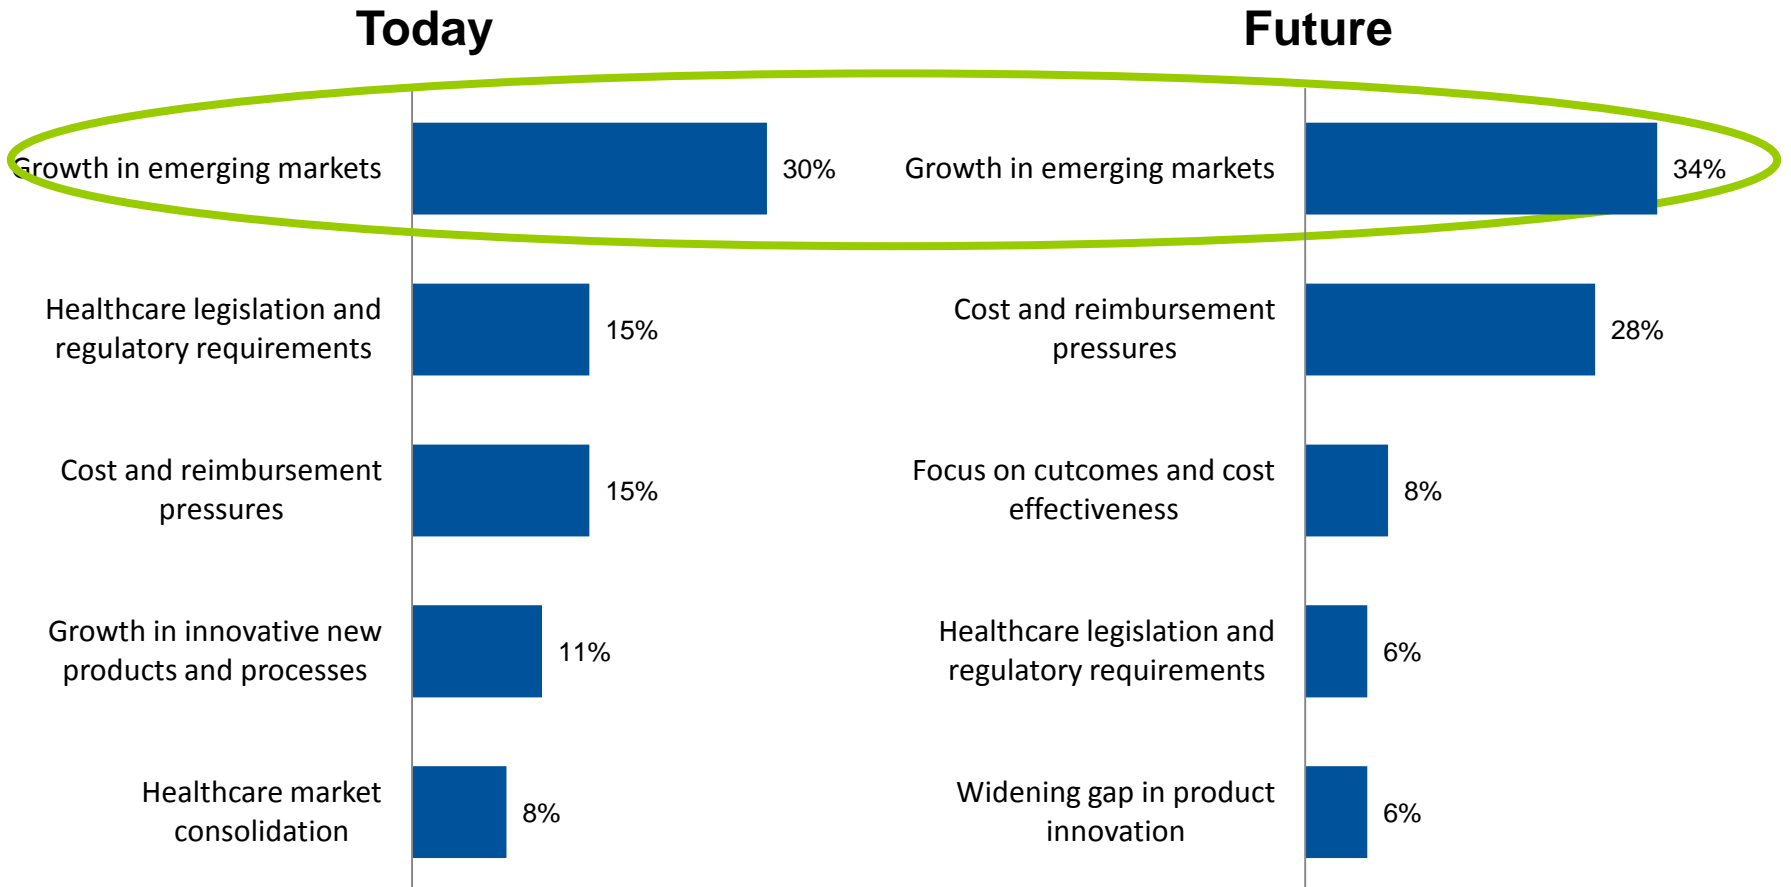 Today
Growth in emerging markets
30%
Healthcare legislation and
regulatory requirements
15%
Cost and reimbursement
pressures
15%
Growth in innovative new
products and processes
11%
Healthcare market
consolidation
8%
Future
Growth in emerging markets
34%
Cost and reimbursement
pressures
28%
Focus on cutcomes and cost
effectiveness
8%
Healthcare legislation and
regulatory requirements
6%
Widening gap in product
innovation
6%